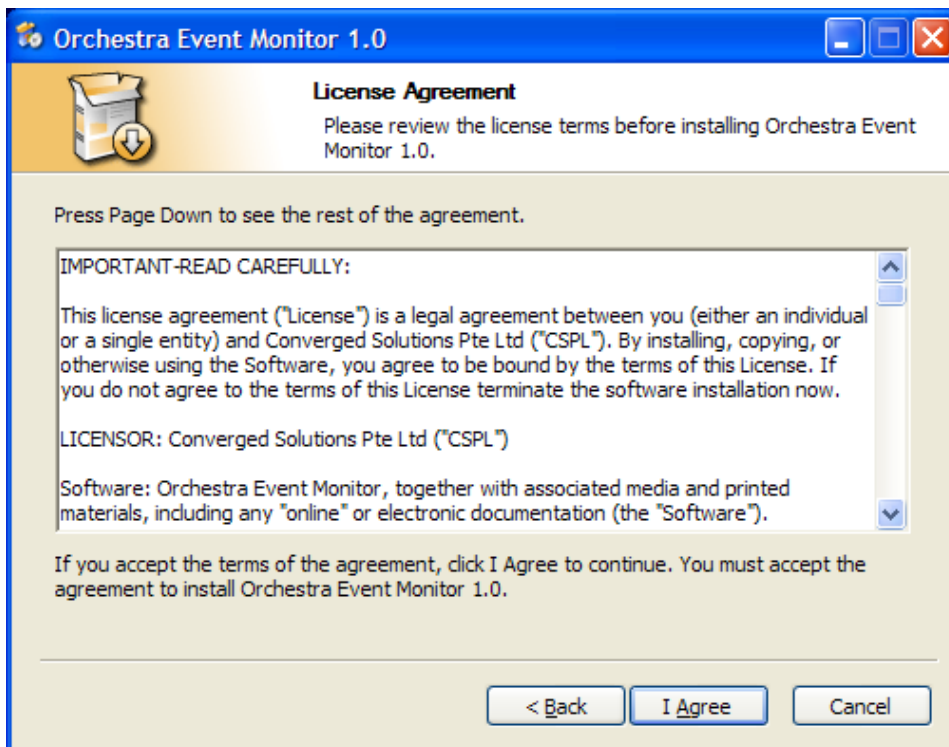 Orchestra Event Monitor 1.0
License Agreement
Please review the license terms before installing Orchestra Event
Monitor 1.0.
Press Page Down to see the rest of the agreement.
IMPORTANT-READ CAREFULLY:
This license agreement ("License") is a legal agreement between you (either an individual
or a single entity) and Converged Solutions Pte Ltd ("CSPL"). By installing, copying, or
otherwise using the Software, you agree to be bound by the terms of this License. If
you do not agree to the terms of this License terminate the software installation now.
LICENSOR: Converged Solutions Pte Ltd ("CSPL")
Software: Orchestra Event Monitor, together with associated media and printed
materials, including any "online" or electronic documentation (the "Software").
If you accept the terms of the agreement, click I Agree to continue. You must accept the
agreement to install Orchestra Event Monitor 1.0.
< Back I Agree Cancel